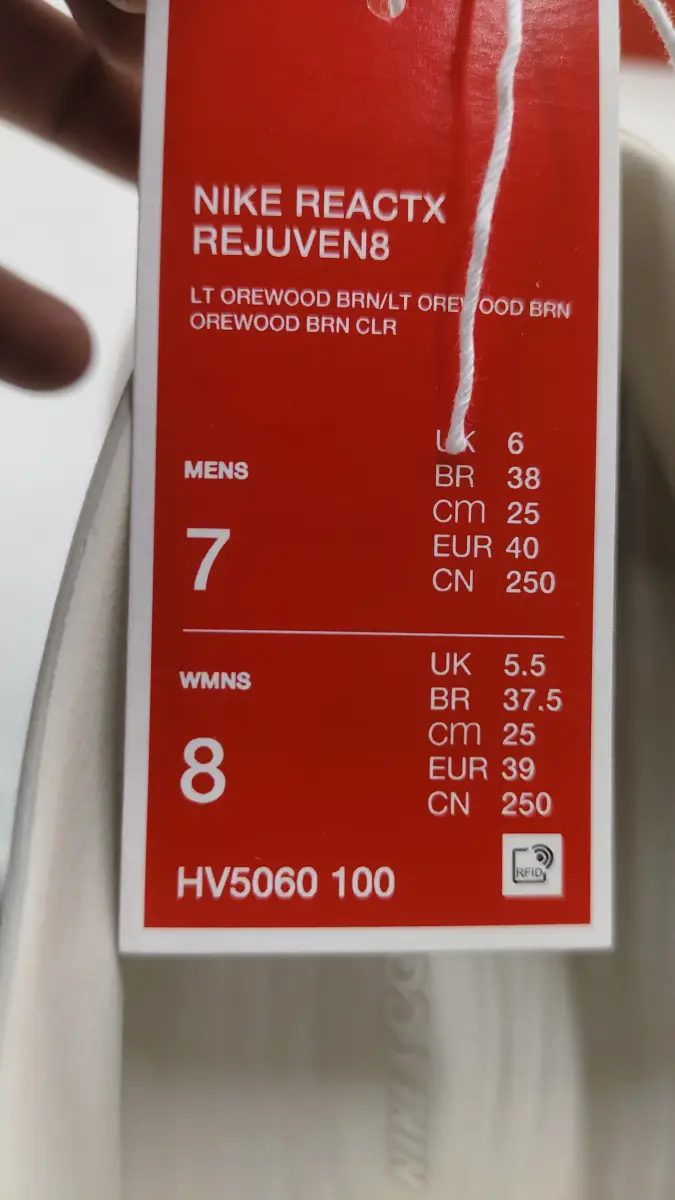 NIKE REACTX
REJUVEN8
LT OREWOOD BRN/LT OREWOOD BRN
OREWOOD BRN CLR
MENS
7
UK 6
BR 38
cm 25
EUR 40
CN 250
WMNS
8
UK 5.5
BR 37.5
cm 25
EUR 39
CN 250
HV5060 100
RFID
NIKE